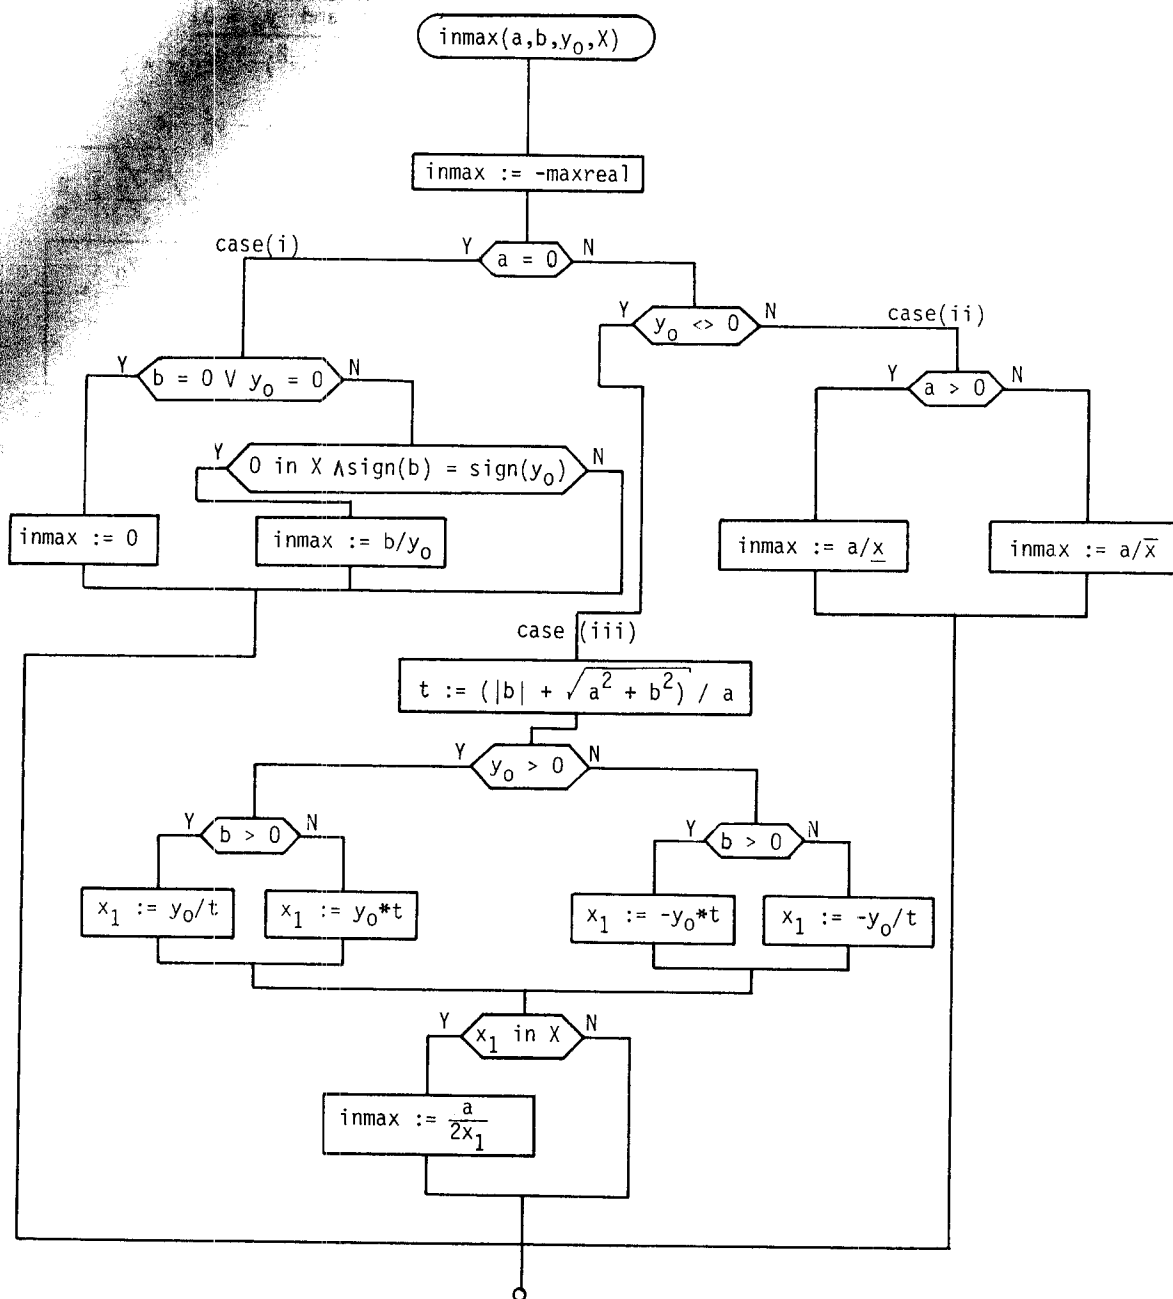 inmax(a,b,y₀,X)
inmax := -maxreal
case(i)
Y
a = 0
N
Y
y₀ <> 0
N
case(ii)
Y
b = 0 V y₀ = 0
N
Y
a > 0
N
Y
0 in X ∧sign(b) = sign(y₀)
N
inmax := 0
inmax := b/y₀
inmax := a/x̲
inmax := a/x̅
case (iii)
t := (|b| + √(a² + b²)) / a
Y
y₀ > 0
N
Y
b > 0
N
Y
b > 0
N
x₁ := y₀/t
x₁ := y₀*t
x₁ := -y₀*t
x₁ := -y₀/t
Y
x₁ in X
N
inmax := a/2x₁